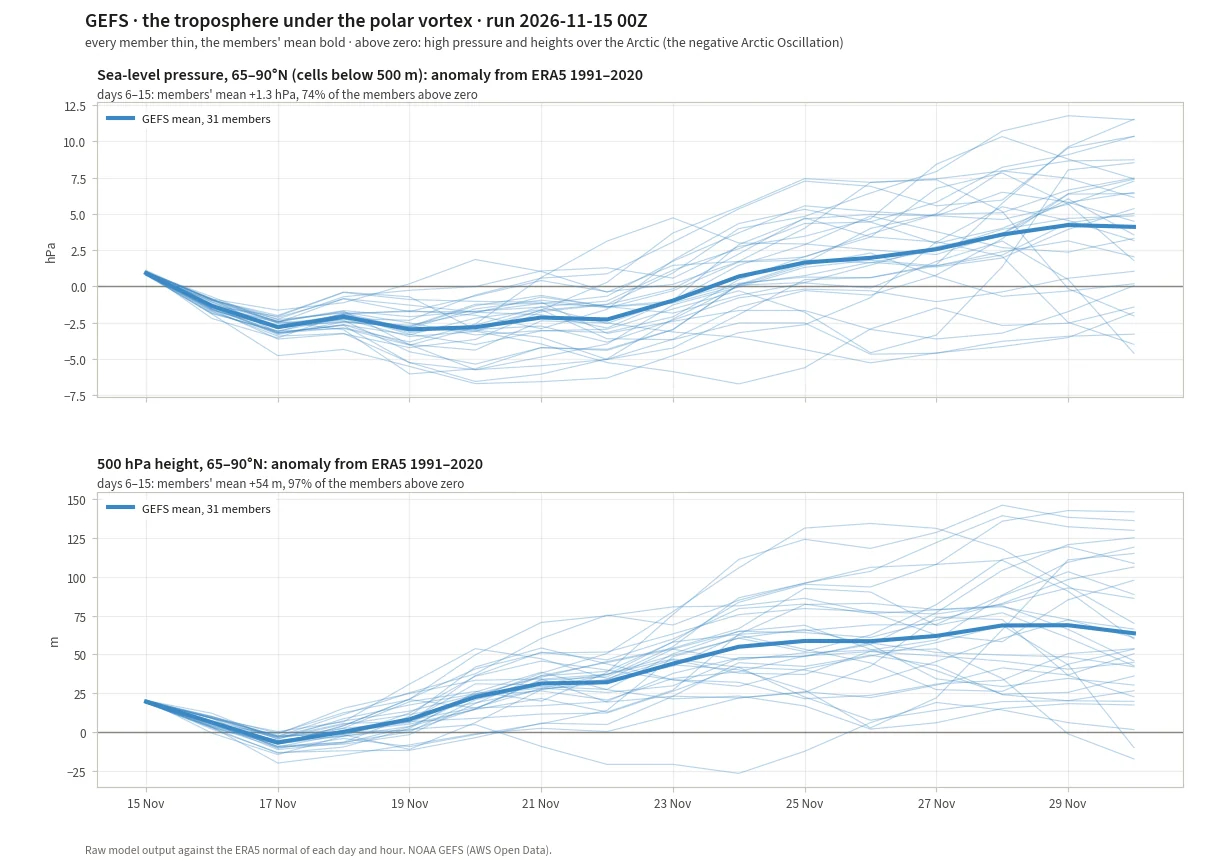 GEFS · the troposphere under the polar vortex · run 2026-11-15 00Z
every member thin, the members' mean bold · above zero: high pressure and heights over the Arctic (the negative Arctic Oscillation)
Sea-level pressure, 65–90°N (cells below 500 m): anomaly from ERA5 1991–2020
days 6–15: members' mean +1.3 hPa, 74% of the members above zero
GEFS mean, 31 members
12.5
10.0
7.5
5.0
2.5
0.0
−2.5
−5.0
−7.5
hPa
500 hPa height, 65–90°N: anomaly from ERA5 1991–2020
days 6–15: members' mean +54 m, 97% of the members above zero
GEFS mean, 31 members
150
125
100
75
50
25
0
−25
m
15 Nov 17 Nov 19 Nov 21 Nov 23 Nov 25 Nov 27 Nov 29 Nov
Raw model output against the ERA5 normal of each day and hour. NOAA GEFS (AWS Open Data).